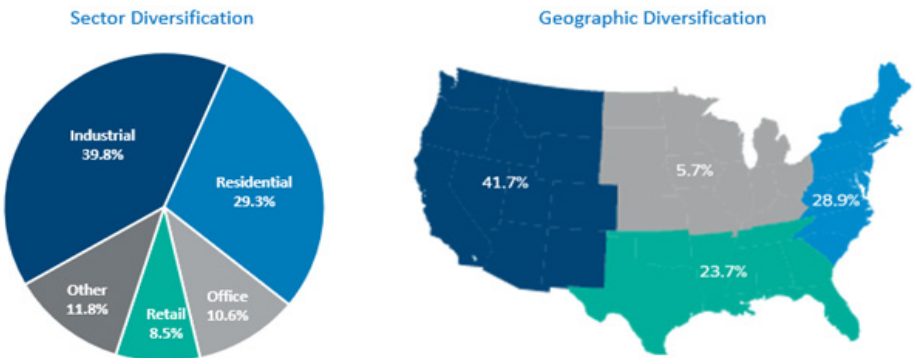 Sector Diversification
Industrial
39.8%
Residential
29.3%
Other
11.8%
Retail
8.5%
Office
10.6%
Geographic Diversification
41.7%
5.7%
28.9%
23.7%